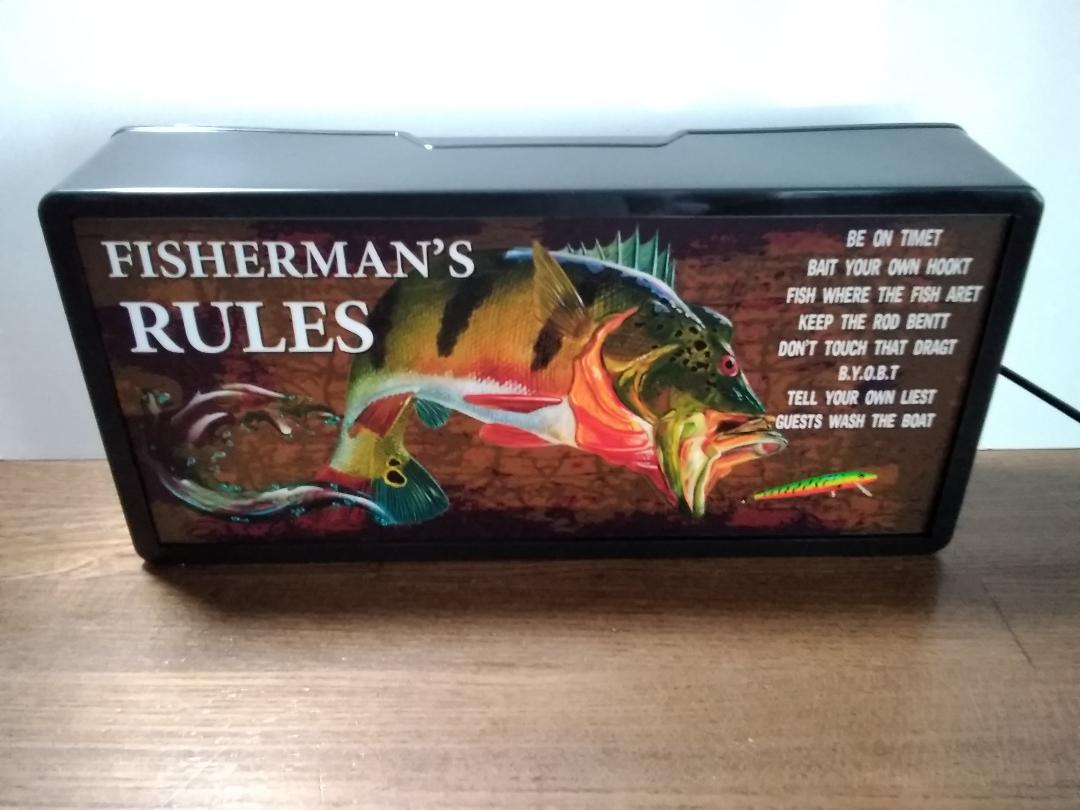 FISHERMAN'S
RULES
BE ON TIMET
BAIT YOUR OWN HOOKT
FISH WHERE THE FISH ARET
KEEP THE ROD BENTT
DON'T TOUCH THAT DRAGT
B.Y.O.B.T
TELL YOUR OWN LIEST
GUESTS WASH THE BOAT